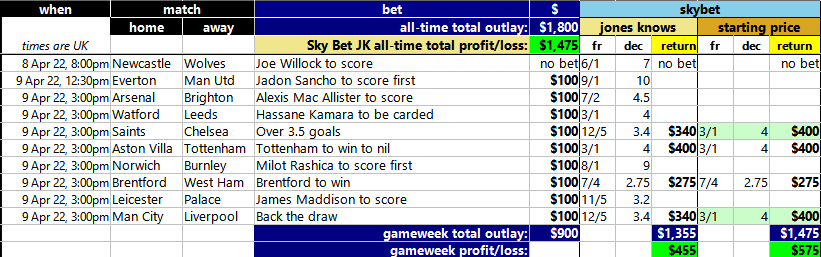 when match bet $ skybet
home away all-time total outlay: $1,800 jones knows starting price
times are UK Sky Bet JK all-time total profit/loss: $1,475 fr dec return fr dec return
8 Apr 22, 8:00pm Newcastle Wolves Joe Willock to score no bet 6/1 7 no bet no bet
9 Apr 22, 12:30pm Everton Man Utd Jadon Sancho to score first $100 9/1 10
9 Apr 22, 3:00pm Arsenal Brighton Alexis Mac Allister to score $100 7/2 4.5
9 Apr 22, 3:00pm Watford Leeds Hassane Kamara to be carded $100 3/1 4
9 Apr 22, 3:00pm Saints Chelsea Over 3.5 goals $100 12/5 3.4 $340 3/1 4 $400
9 Apr 22, 3:00pm Aston Villa Tottenham Tottenham to win to nil $100 3/1 4 $400 3/1 4 $400
9 Apr 22, 3:00pm Norwich Burnley Milot Rashica to score first $100 8/1 9
9 Apr 22, 3:00pm Brentford West Ham Brentford to win $100 7/4 2.75 $275 7/4 2.75 $275
9 Apr 22, 3:00pm Leicester Palace James Maddison to score $100 11/5 3.2
9 Apr 22, 3:00pm Man City Liverpool Back the draw $100 12/5 3.4 $340 3/1 4 $400
gameweek total outlay: $900 $1,355 $1,475
gameweek profit/loss: $455 $575